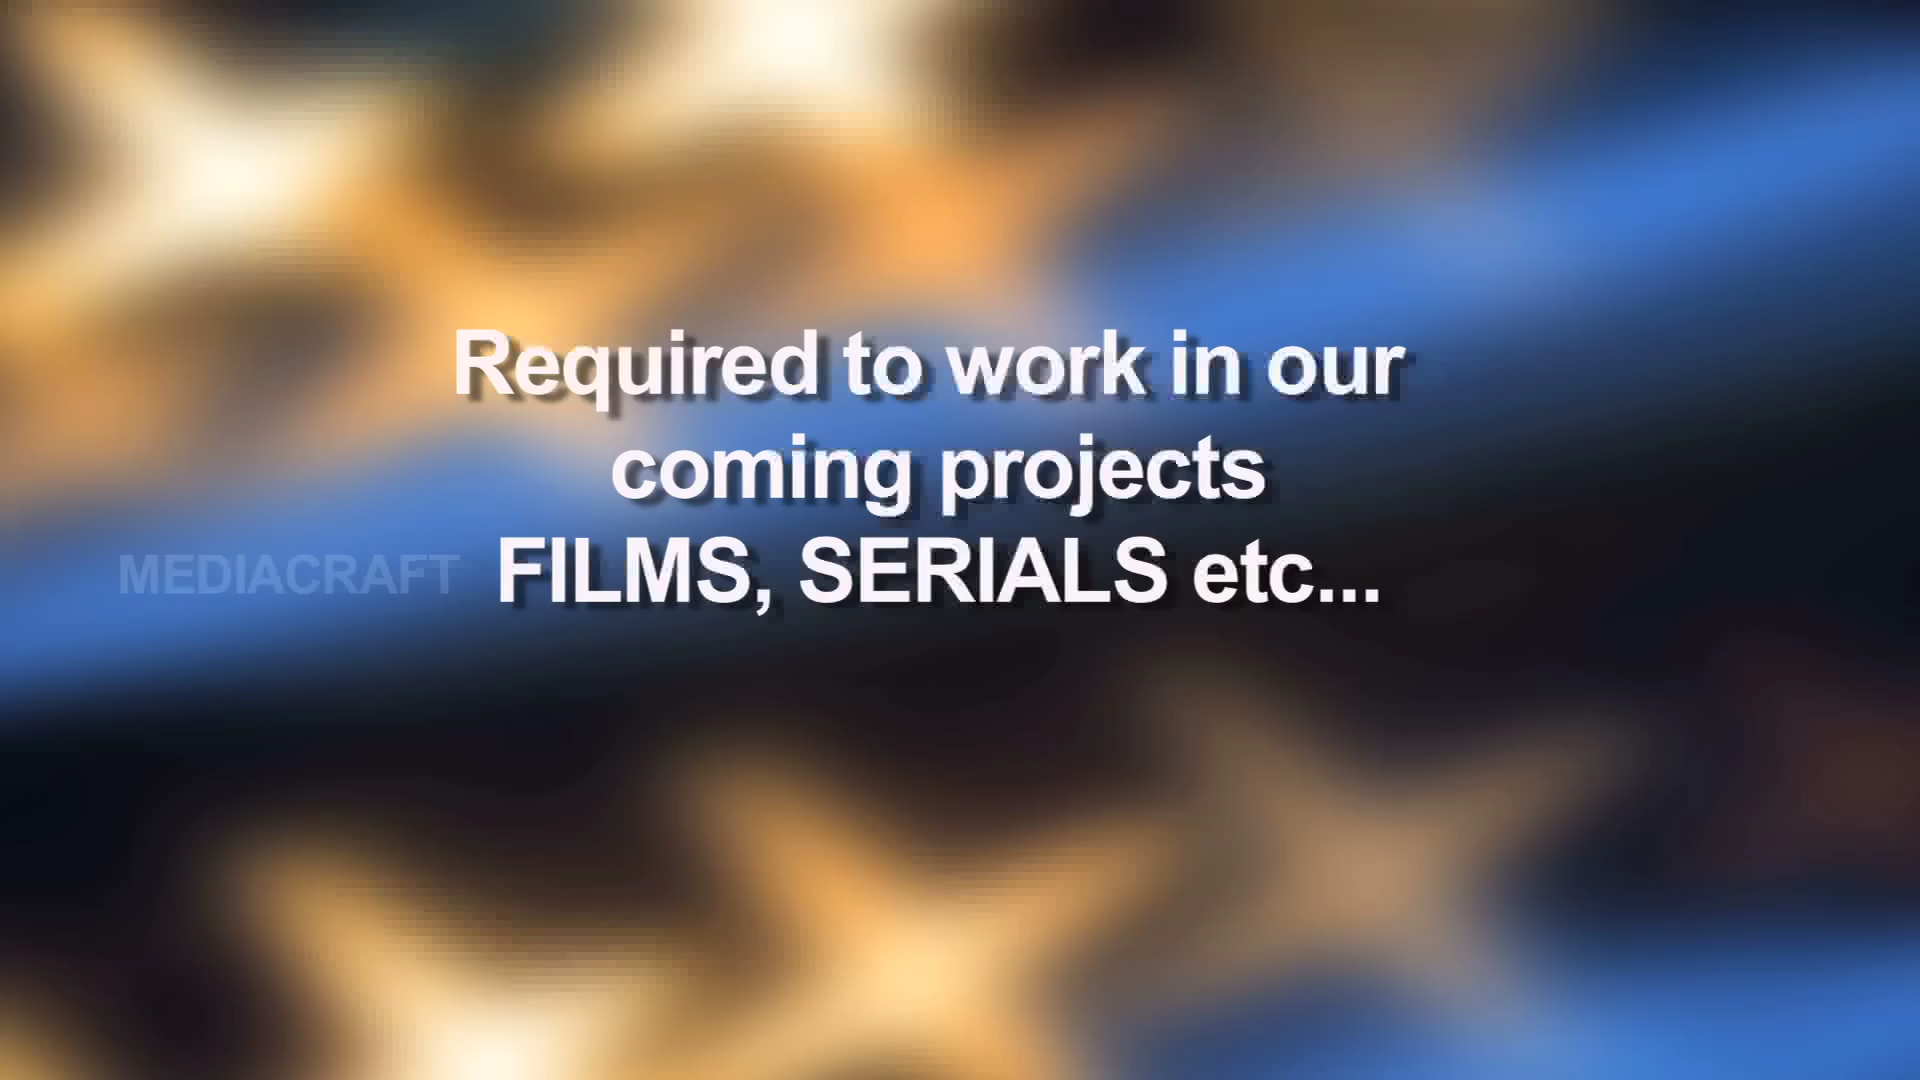 Required to work in our
coming projects
FILMS, SERIALS etc...
MEDIACRAFT